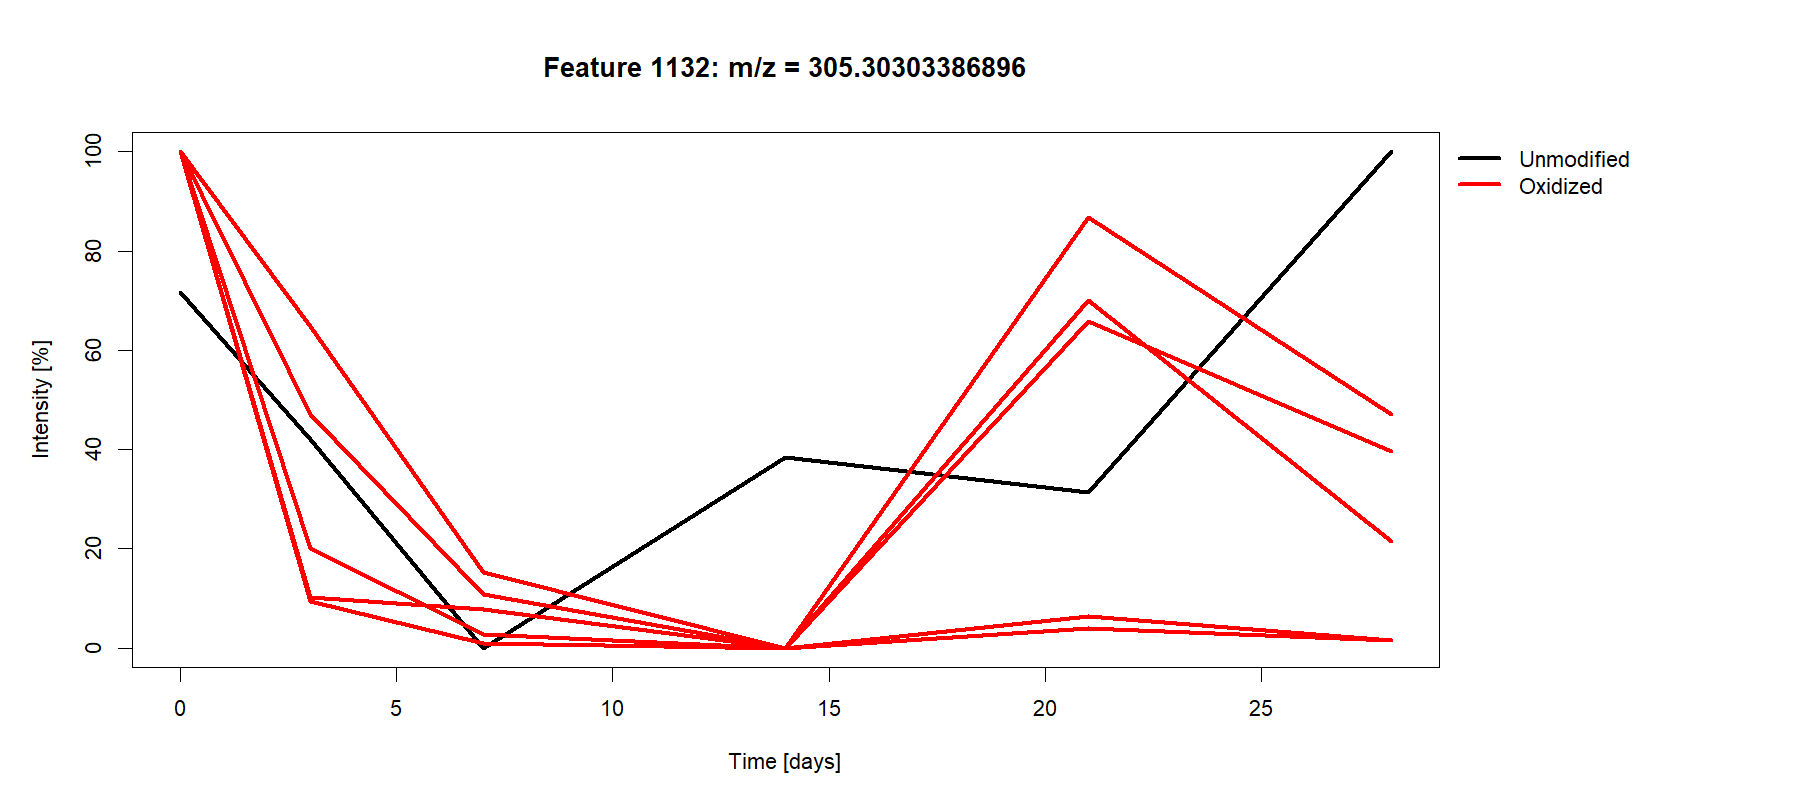 Feature 1132: m/z = 305.30303386896
Unmodified
Oxidized
Intensity [%]
100
80
60
40
20
0
0 5 10 15 20 25
Time [days]